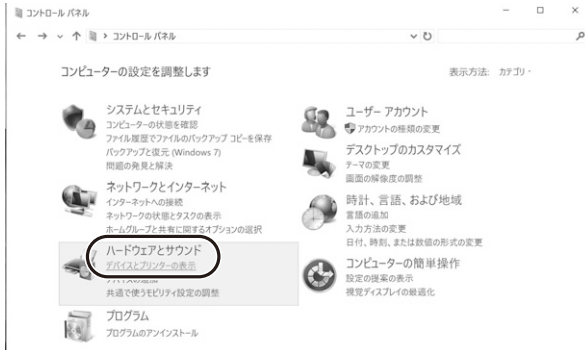 コントロール パネル
コントロール パネル
コンピューターの設定を調整します
表示方法: カテゴリ
システムとセキュリティ
コンピューターの状態を確認
ファイル履歴でファイルのバックアップ コピーを保存
バックアップと復元 (Windows 7)
問題の発見と解決
ネットワークとインターネット
インターネットへの接続
ネットワークの状態とタスクの表示
ホームグループと共有に関するオプションの選択
ハードウェアとサウンド
デバイスとプリンターの表示
デバイスの追加
共通で使うモビリティ設定の調整
プログラム
プログラムのアンインストール
ユーザー アカウント
アカウントの種類の変更
デスクトップのカスタマイズ
テーマの変更
画面の解像度の調整
時計、言語、および地域
言語の追加
入力方法の変更
日付、時刻、または数値の形式の変更
コンピューターの簡単操作
設定の提案の表示
視覚ディスプレイの最適化